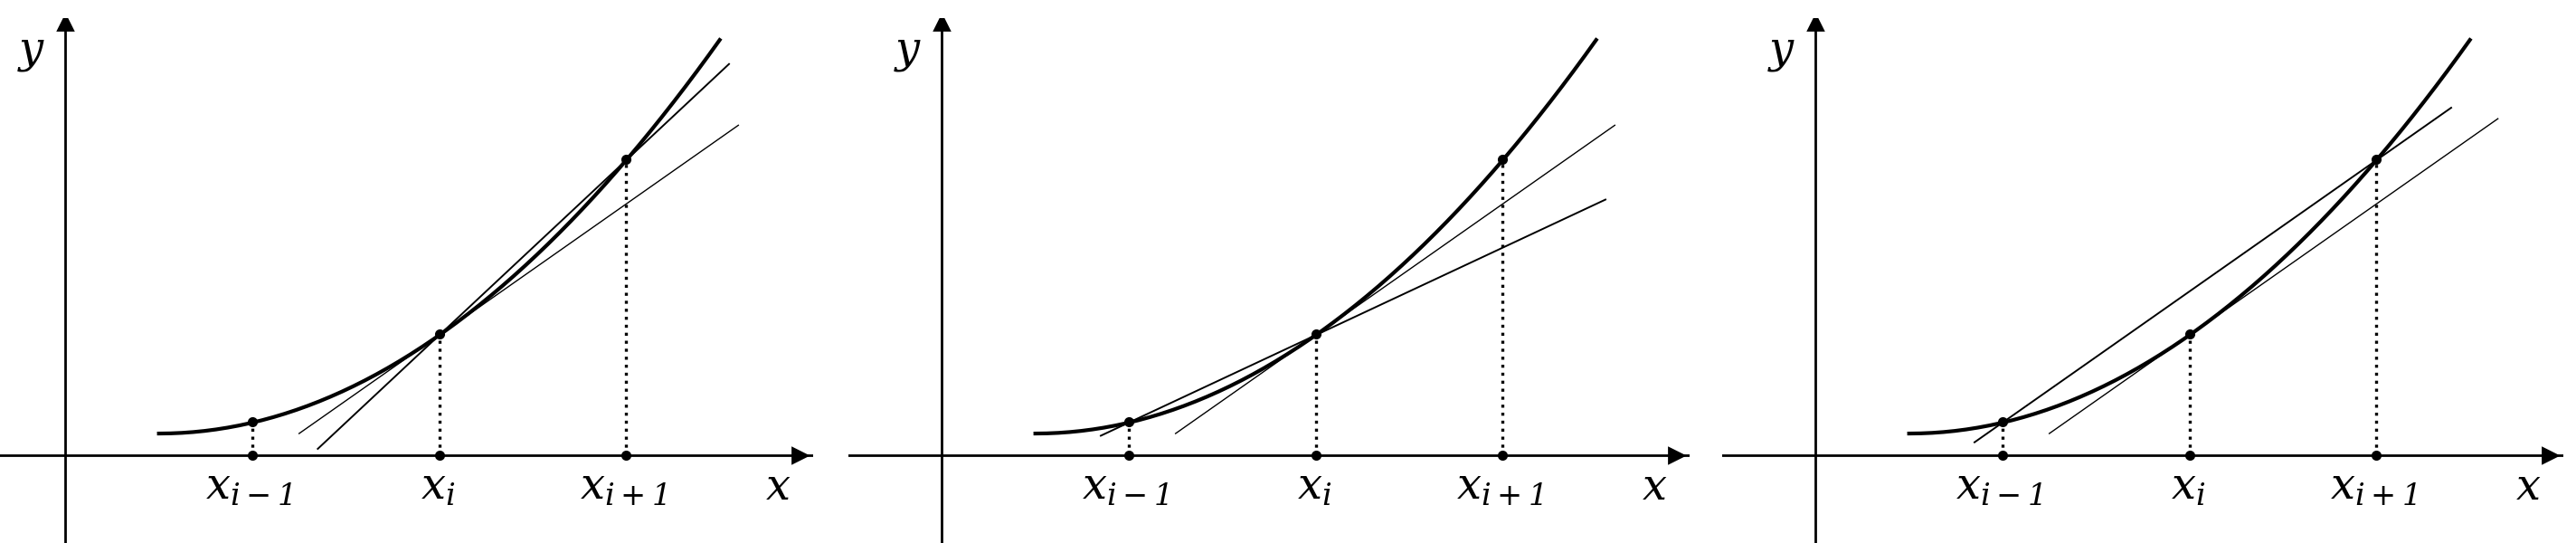 y y y
x_{i-1} x_i x_{i+1} x x_{i-1} x_i x_{i+1} x x_{i-1} x_i x_{i+1} x